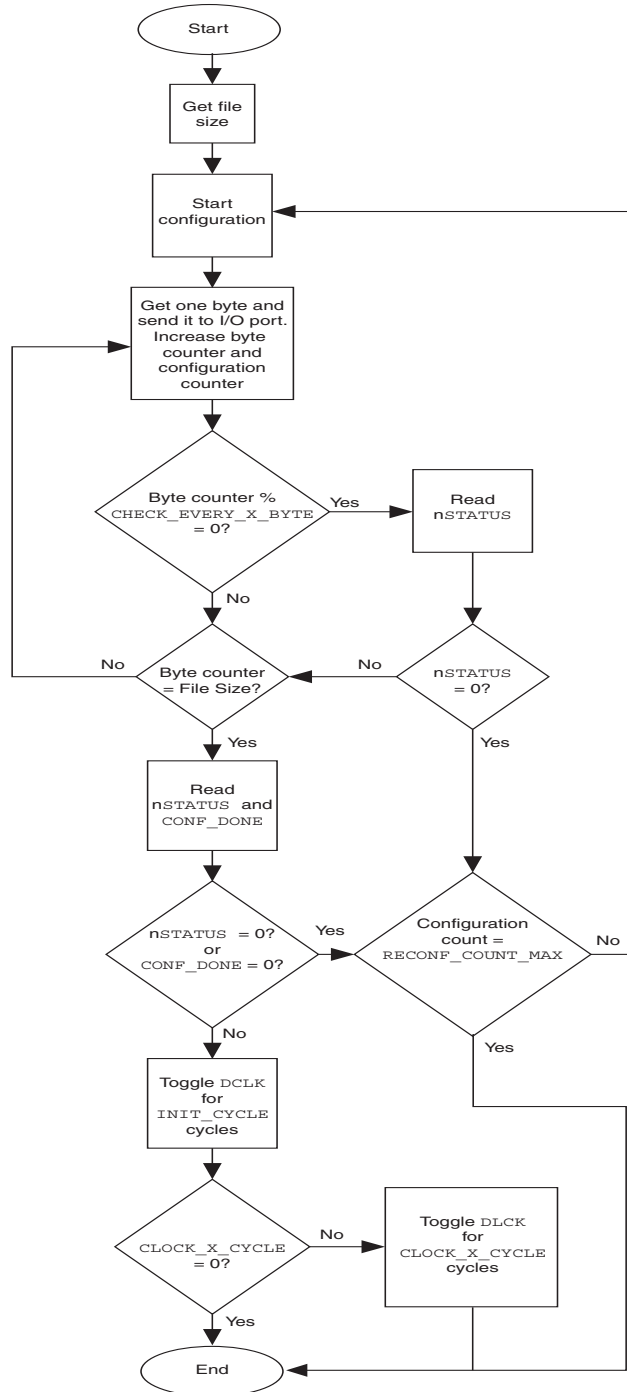 Start
Get file
size
Start
configuration
Get one byte and
send it to I/O port.
Increase byte
counter and
configuration
counter
Byte counter %
CHECK_EVERY_X_BYTE
= 0?
Yes
Read
nSTATUS
No
No
Byte counter
= File Size?
No
nSTATUS
= 0?
Yes
Yes
Read
nSTATUS and
CONF_DONE
nSTATUS = 0?
or
CONF_DONE = 0?
Yes
Configuration
count =
RECONF_COUNT_MAX
No
No
Yes
Toggle DCLK
for
INIT_CYCLE
cycles
CLOCK_X_CYCLE
= 0?
No
Toggle DLCK
for
CLOCK_X_CYCLE
cycles
Yes
End